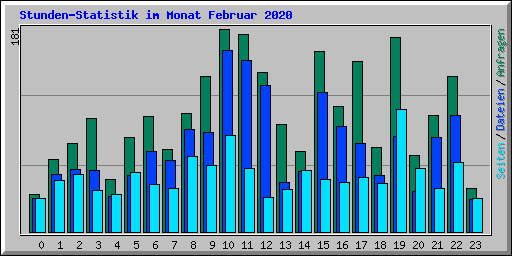 Stunden-Statistik im Monat Februar 2020
181
Seiten / Dateien / Anfragen
0 1 2 3 4 5 6 7 8 9 10 11 12 13 14 15 16 17 18 19 20 21 22 23